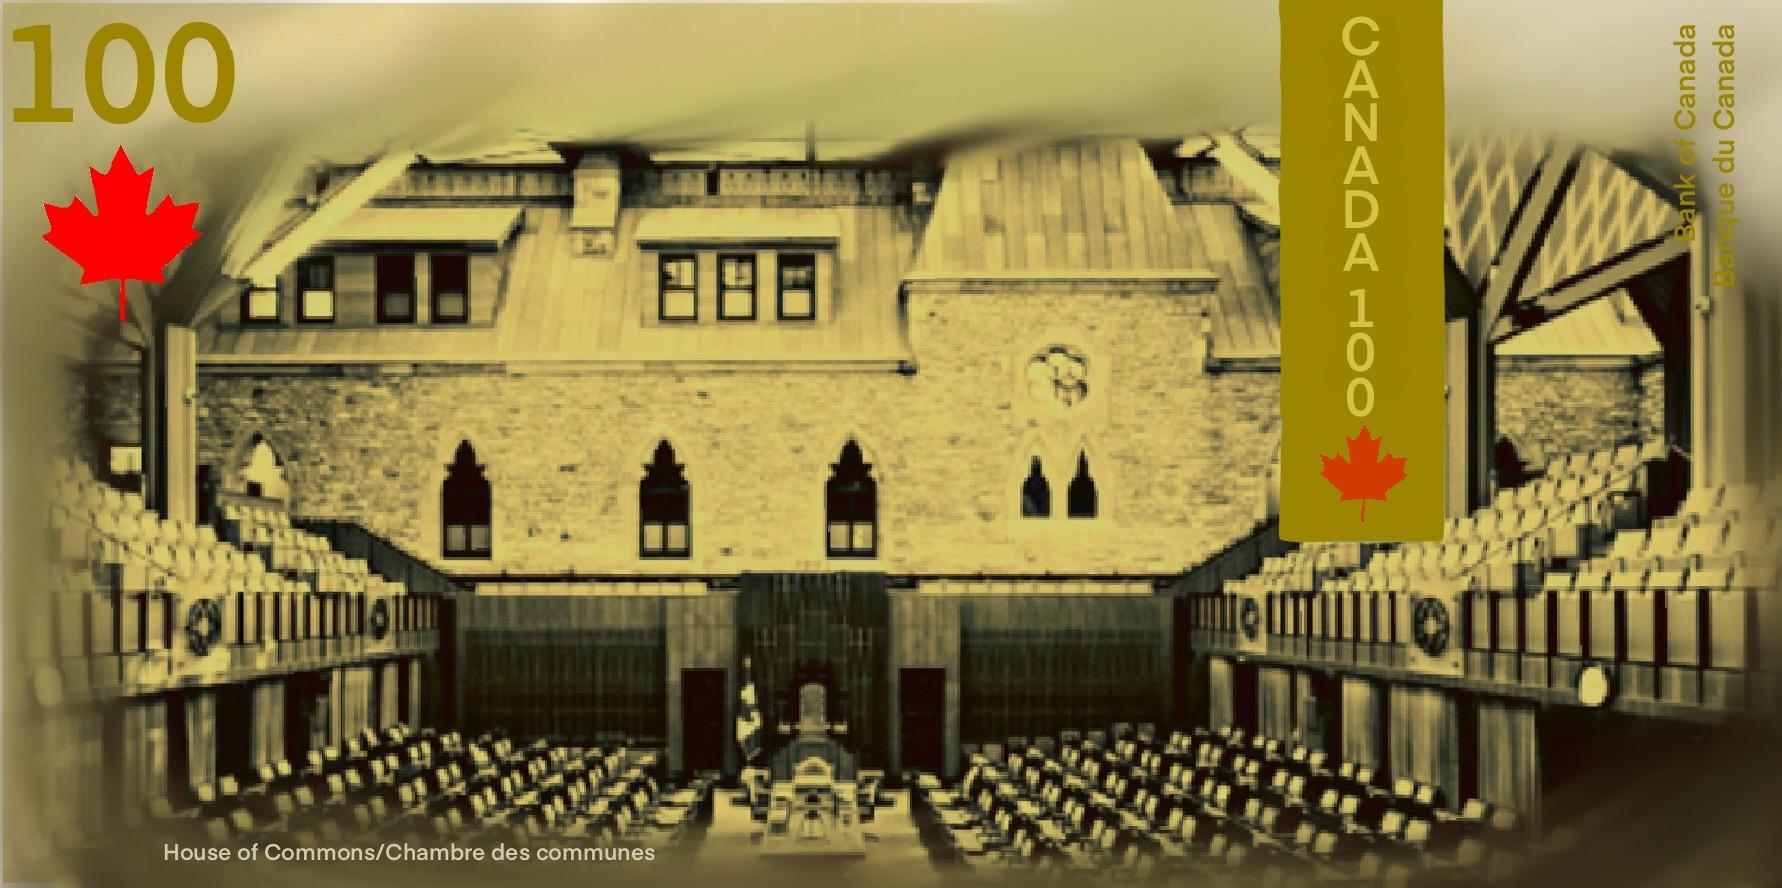 100
CANADA 100
Bank of Canada
Banque du Canada
House of Commons/Chambre des communes